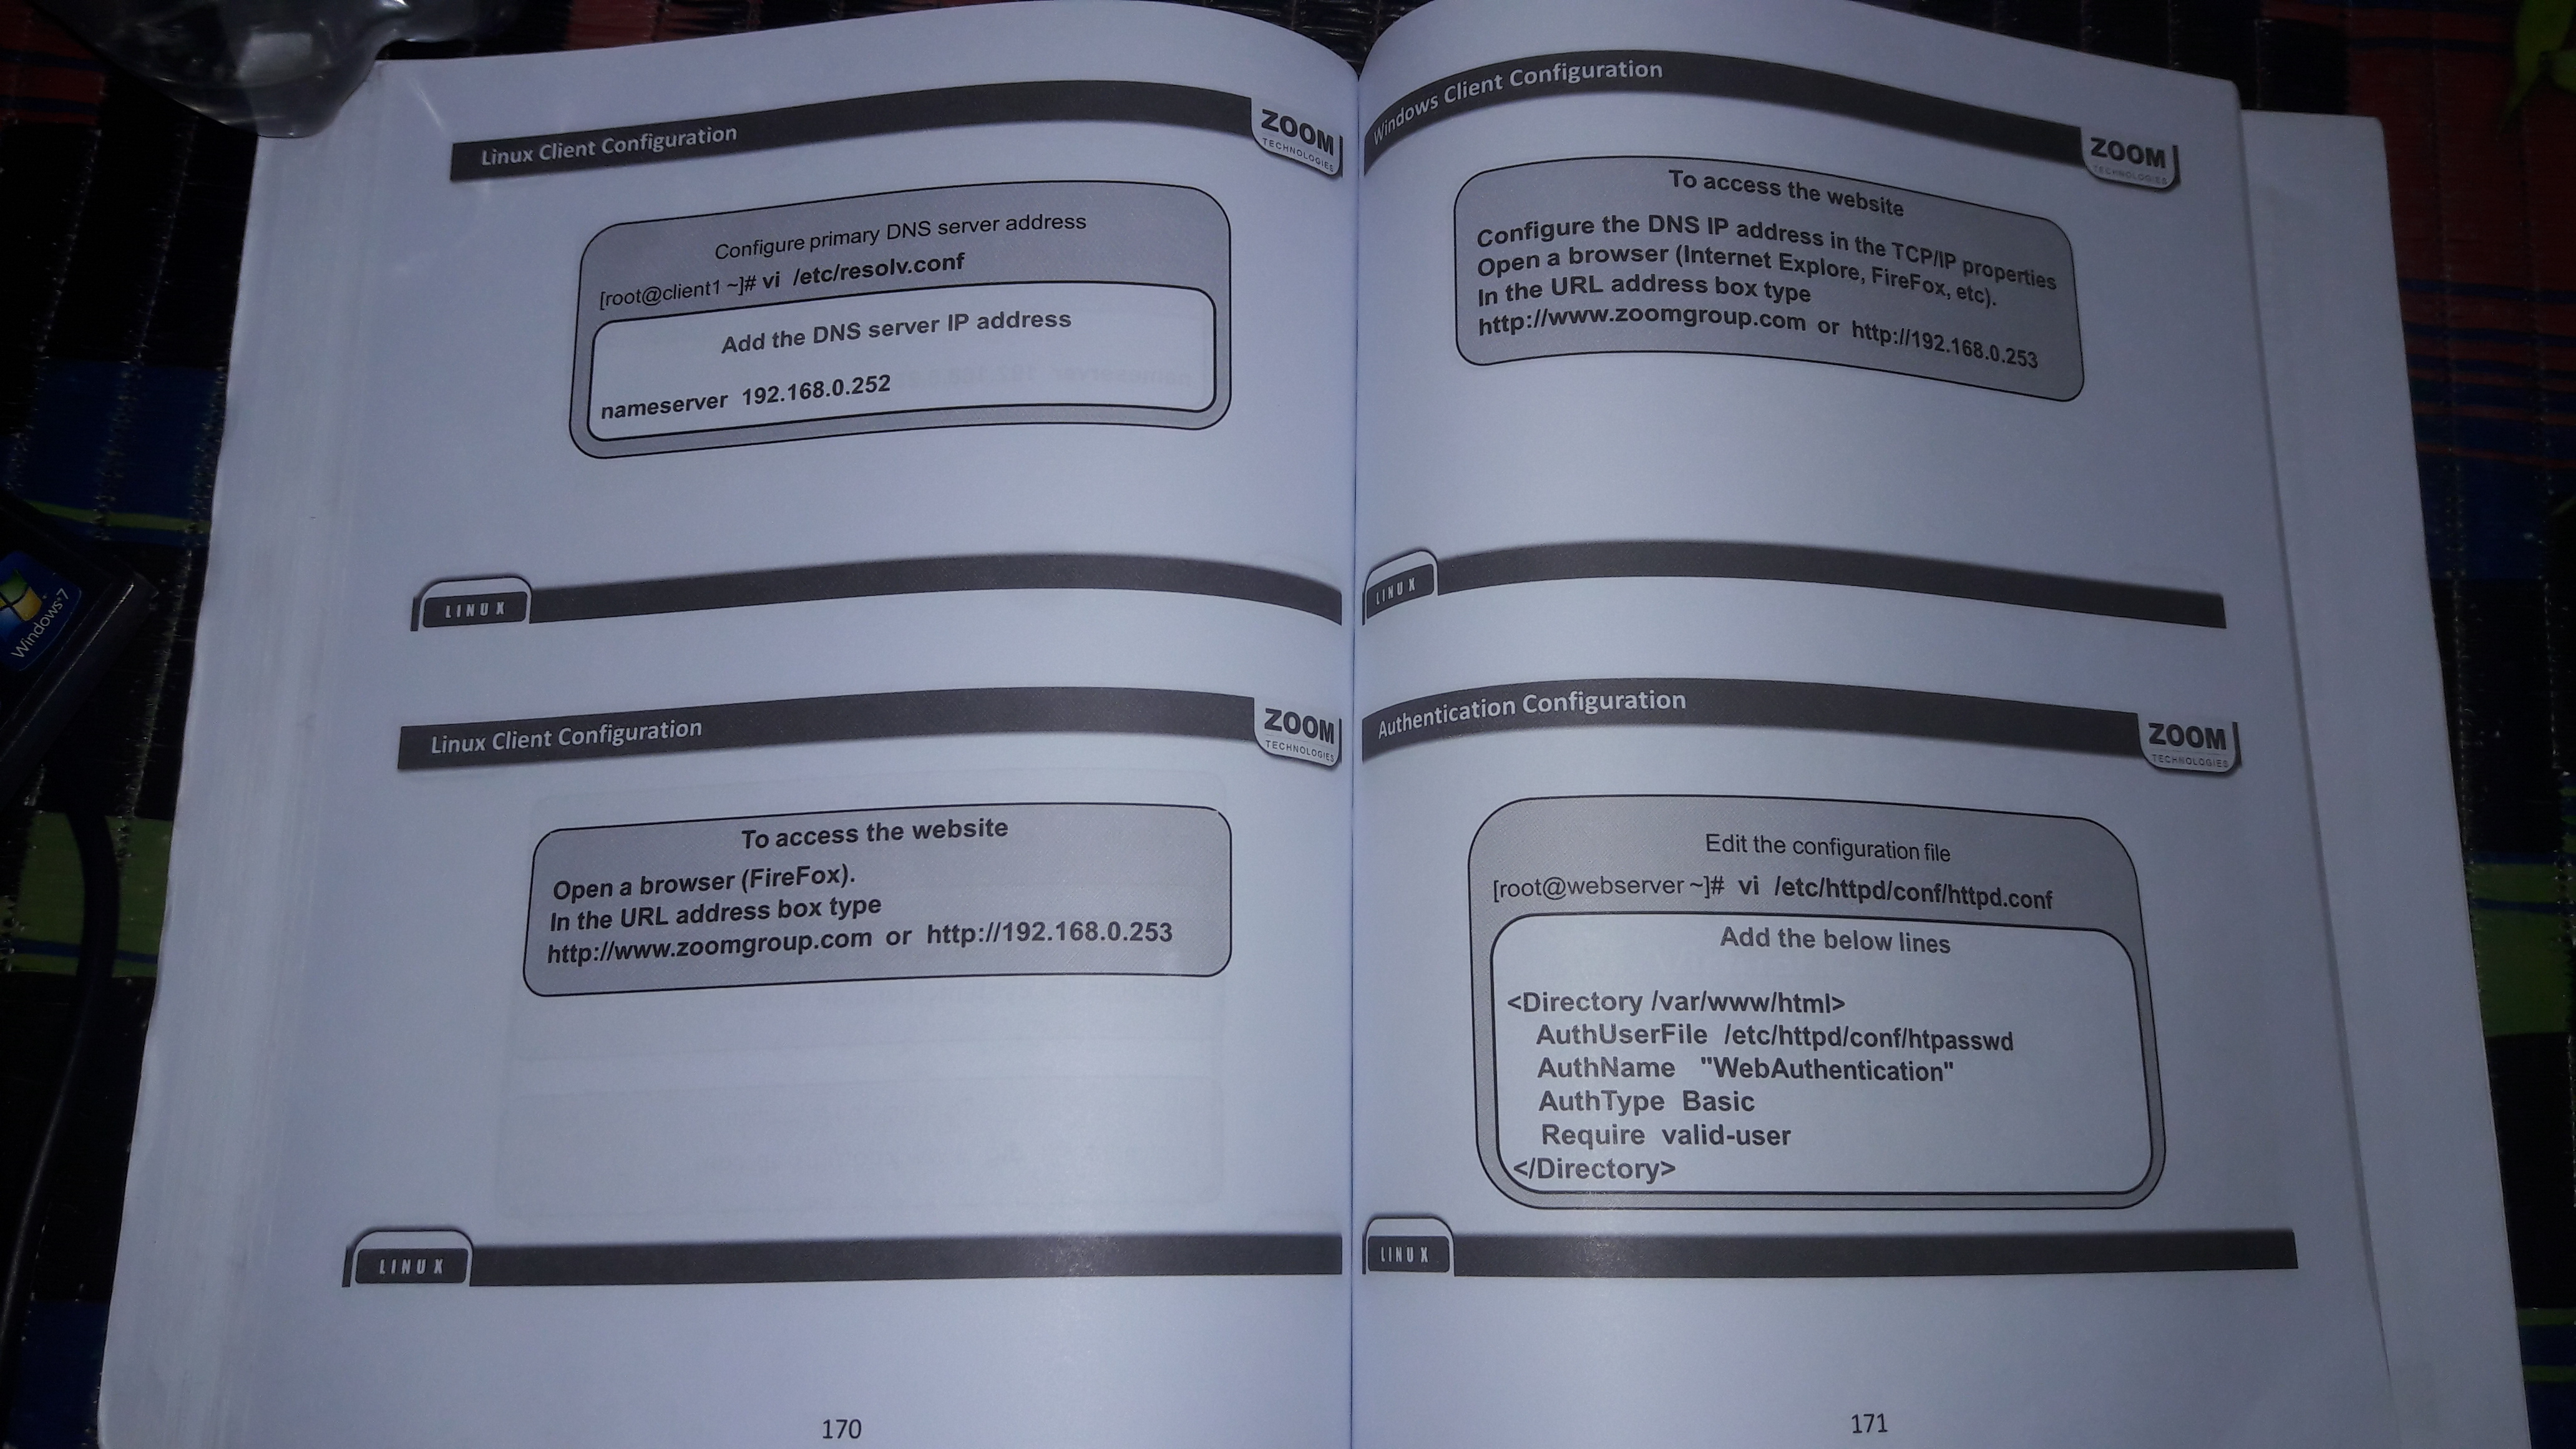 Linux Client Configuration
ZOOM
TECHNOLOGIES
Configure primary DNS server address
[root@client1 ~]# vi /etc/resolv.conf
Add the DNS server IP address
nameserver 192.168.0.252
LINUX
Linux Client Configuration
ZOOM
TECHNOLOGIES
To access the website
Open a browser (FireFox).
In the URL address box type
http://www.zoomgroup.com or http://192.168.0.253
LINUX
170
Windows Client Configuration
ZOOM
TECHNOLOGIES
To access the website
Configure the DNS IP address in the TCP/IP properties
Open a browser (Internet Explore, FireFox, etc).
In the URL address box type
http://www.zoomgroup.com or http://192.168.0.253
LINUX
Authentication Configuration
ZOOM
TECHNOLOGIES
Edit the configuration file
[root@webserver ~]# vi /etc/httpd/conf/httpd.conf
Add the below lines
<Directory /var/www/html>
AuthUserFile /etc/httpd/conf/htpasswd
AuthName "WebAuthentication"
AuthType Basic
Require valid-user
</Directory>
LINUX
171
Windows 7